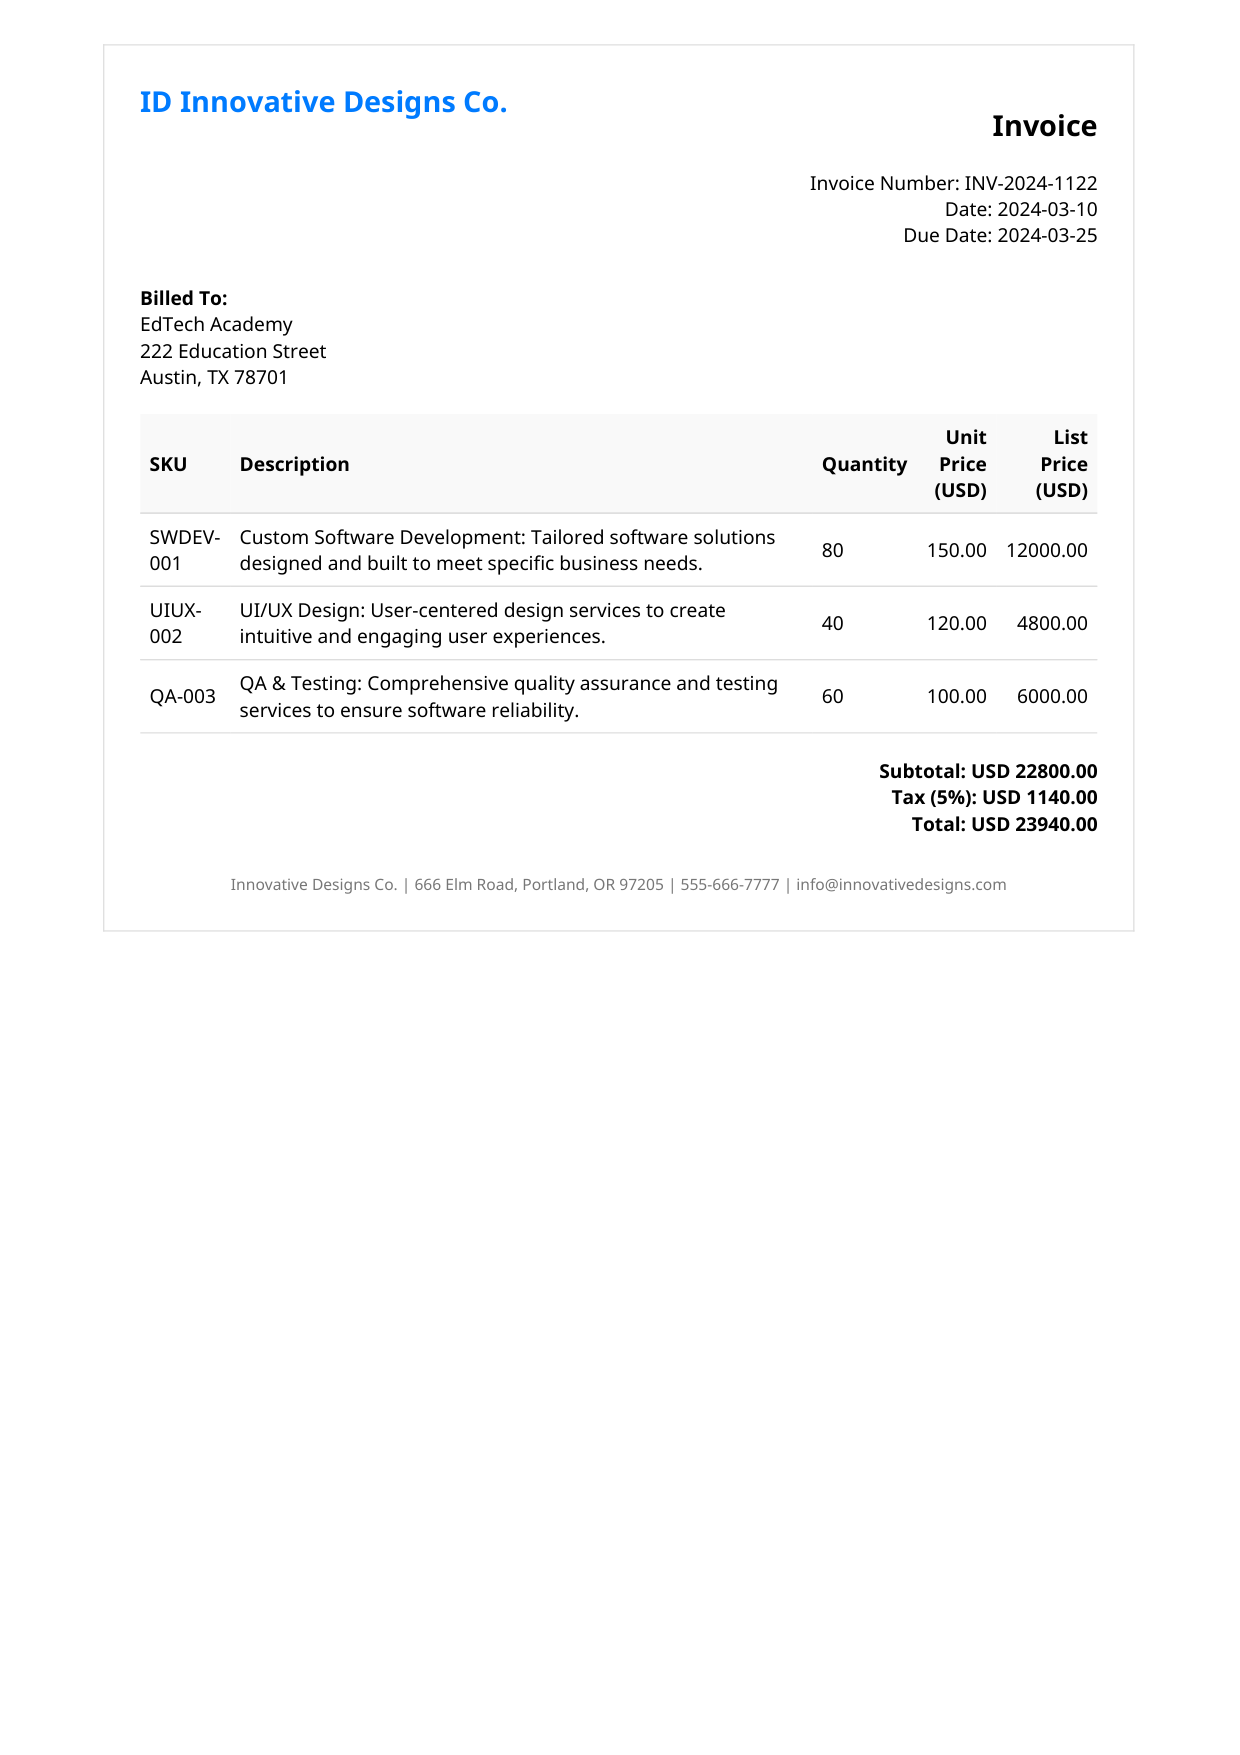 ID Innovative Designs Co.
Invoice
Invoice Number: INV-2024-1122
Date: 2024-03-10
Due Date: 2024-03-25
Billed To:
EdTech Academy
222 Education Street
Austin, TX 78701
SKU Description Quantity Unit Price (USD) List Price (USD)
SWDEV-001 Custom Software Development: Tailored software solutions designed and built to meet specific business needs. 80 150.00 12000.00
UIUX-002 UI/UX Design: User-centered design services to create intuitive and engaging user experiences. 40 120.00 4800.00
QA-003 QA & Testing: Comprehensive quality assurance and testing services to ensure software reliability. 60 100.00 6000.00
Subtotal: USD 22800.00
Tax (5%): USD 1140.00
Total: USD 23940.00
Innovative Designs Co. | 666 Elm Road, Portland, OR 97205 | 555-666-7777 | info@innovativedesigns.com